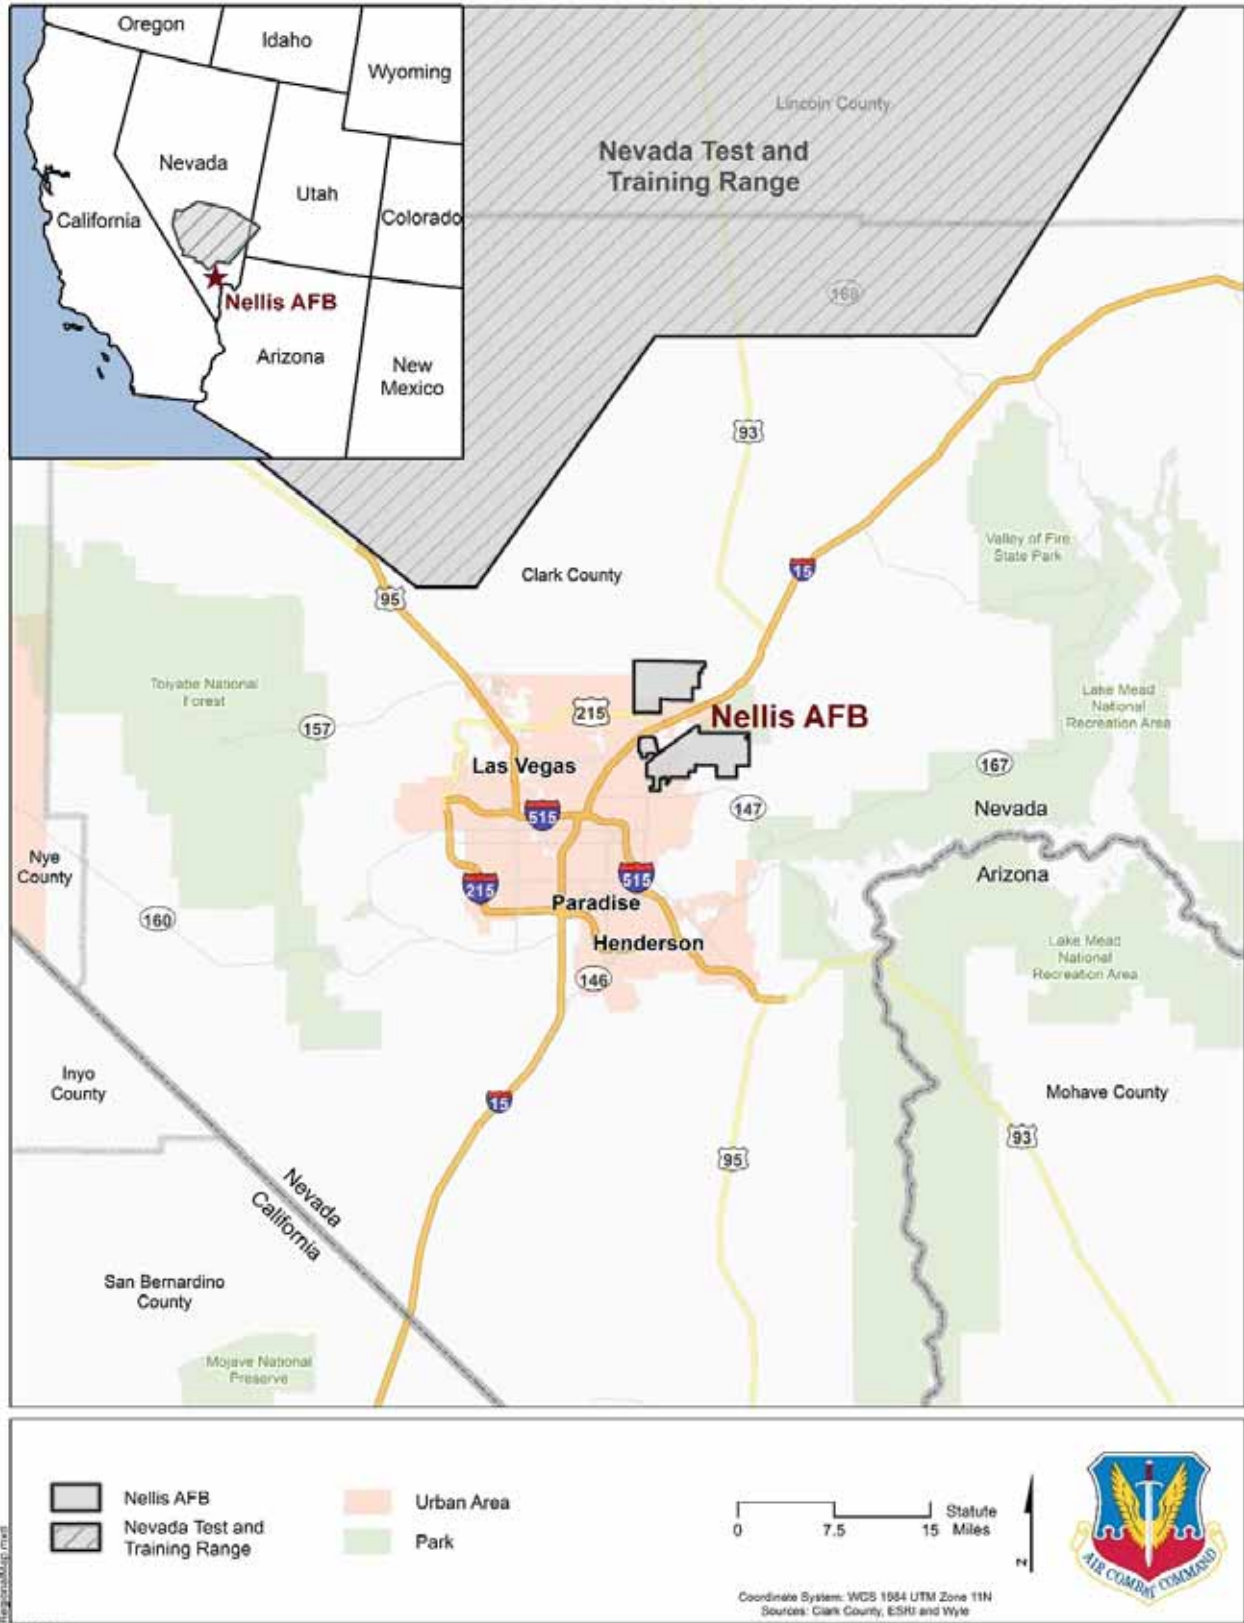 Oregon
Idaho
Wyoming
Nevada
Utah
California
Colorado
Nellis AFB
Arizona
New
Mexico
Lincoln County
Nevada Test and
Training Range
168
93
Valley of Fire
State Park
15
Clark County
95
Toiyabe National
Forest
157
215
Nellis AFB
Lake Mead
National
Recreation Area
Las Vegas
167
147
Nevada
515
Arizona
Nye
County
215
515
Paradise
160
Henderson
146
Lake Mead
National
Recreation Area
Inyo
County
15
Mohave County
93
95
Nevada
California
San Bernardino
County
Mojave National
Preserve
Nellis AFB
Nevada Test and
Training Range
Urban Area
Park
0 7.5 15
Statute
Miles
N
AIR COMBAT COMMAND
Coordinate System: WGS 1984 UTM Zone 11N
Sources: Clark County, ESRI and Wyle
RegionalMap.mxd